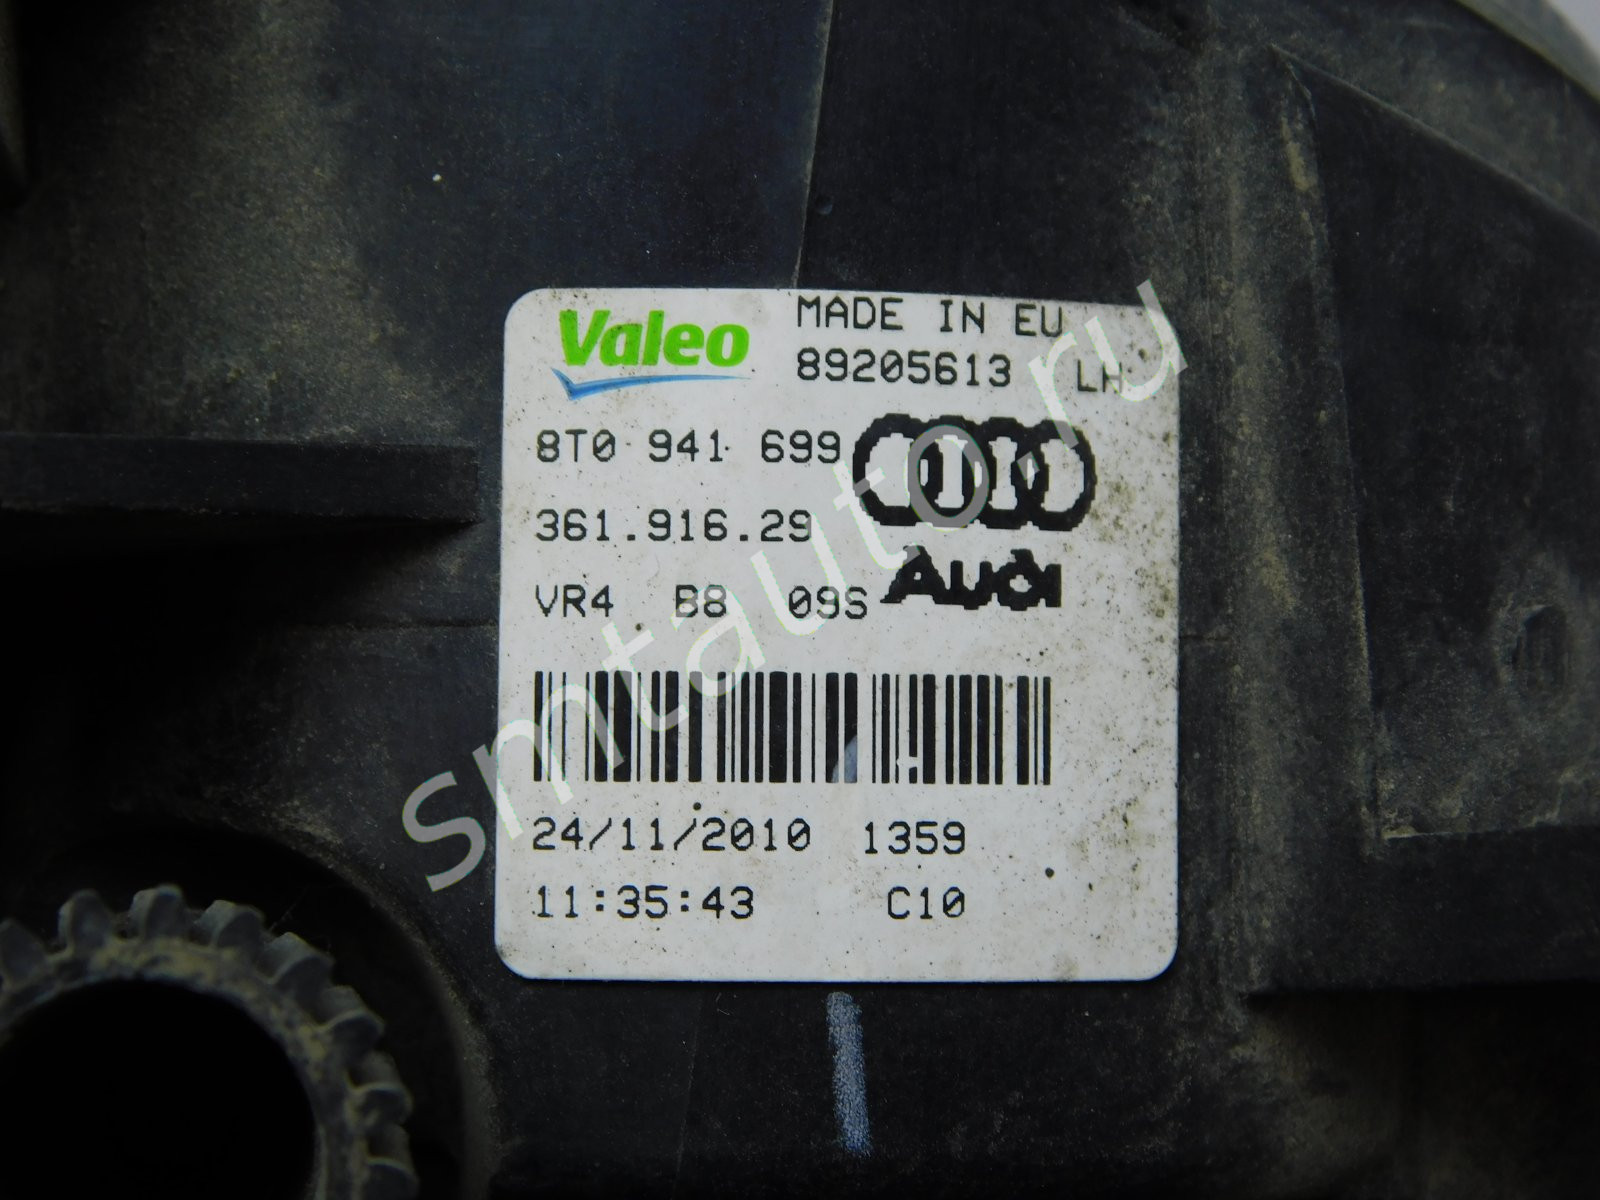 Valeo
MADE IN EU
89205613 LH
8T0 941 699
361.916.29
VR4 B8 09S
Audi
24/11/2010 1359
11:35:43 C10
smtauto.ru